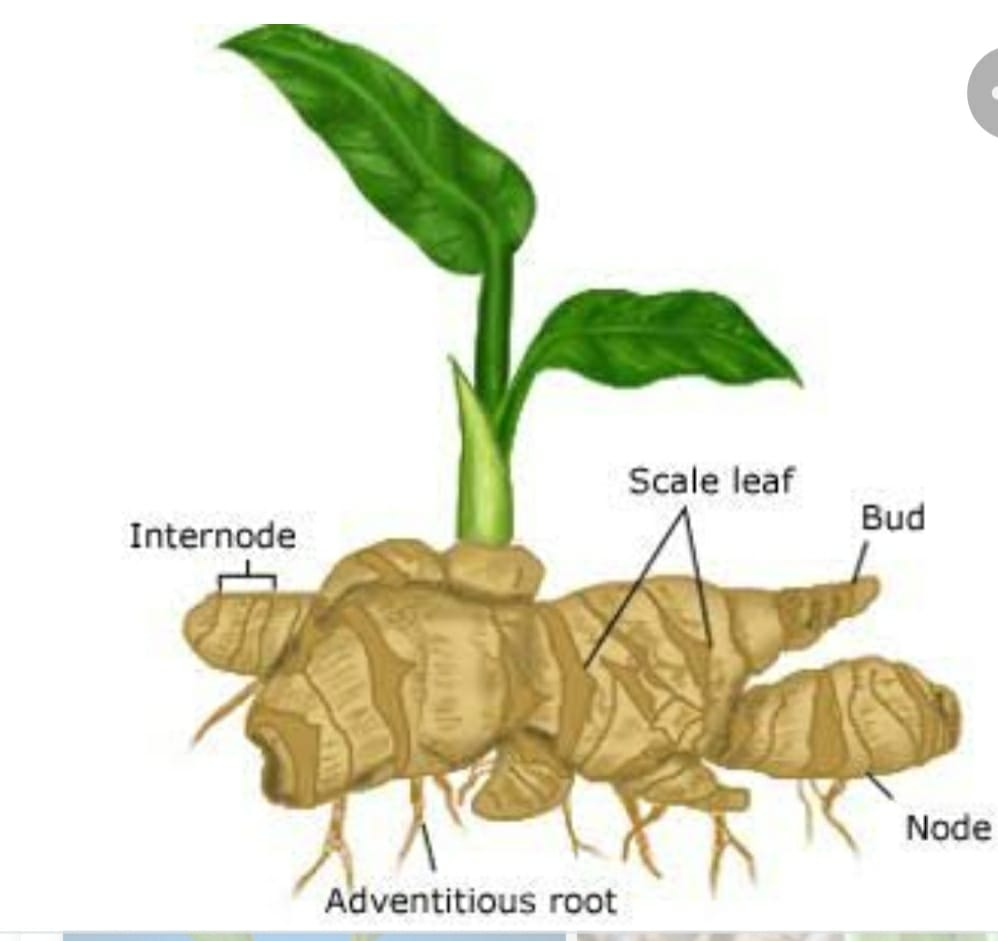 Scale leaf
Bud
Internode
Node
Adventitious root